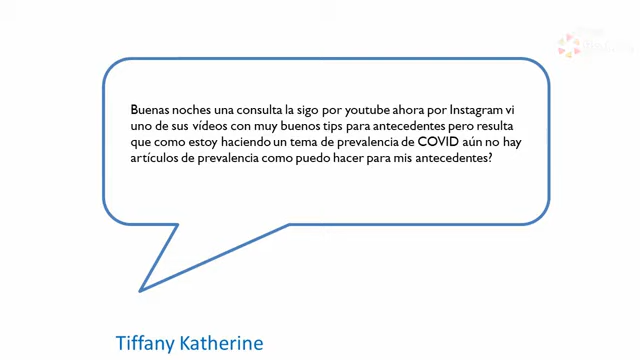 Buenas noches una consulta la sigo por youtube ahora por Instagram vi
uno de sus vídeos con muy buenos tips para antecedentes pero resulta
que como estoy haciendo un tema de prevalencia de COVID aún no hay
artículos de prevalencia como puedo hacer para mis antecedentes?
Tiffany Katherine